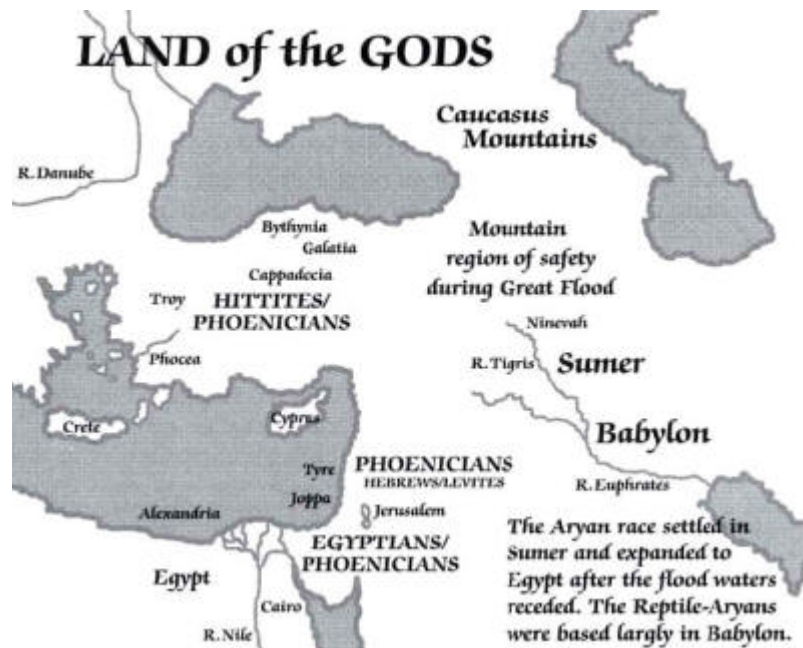 LAND of the GODS
Caucasus
Mountains
R. Danube
Bythynia
Galatia
Cappadocia
Mountain
region of safety
during Great Flood
Troy
HITTITES/
PHOENICIANS
Phocea
Ninevah
R. Tigris
Sumer
Crete
Cyprus
Babylon
Tyre
PHOENICIANS
HEBREWS/LEVITES
R. Euphrates
Joppa
Alexandria
Jerusalem
EGYPTIANS/
PHOENICIANS
Egypt
Cairo
R. Nile
The Aryan race settled in
Sumer and expanded to
Egypt after the flood waters
receded. The Reptile-Aryans
were based largely in Babylon.